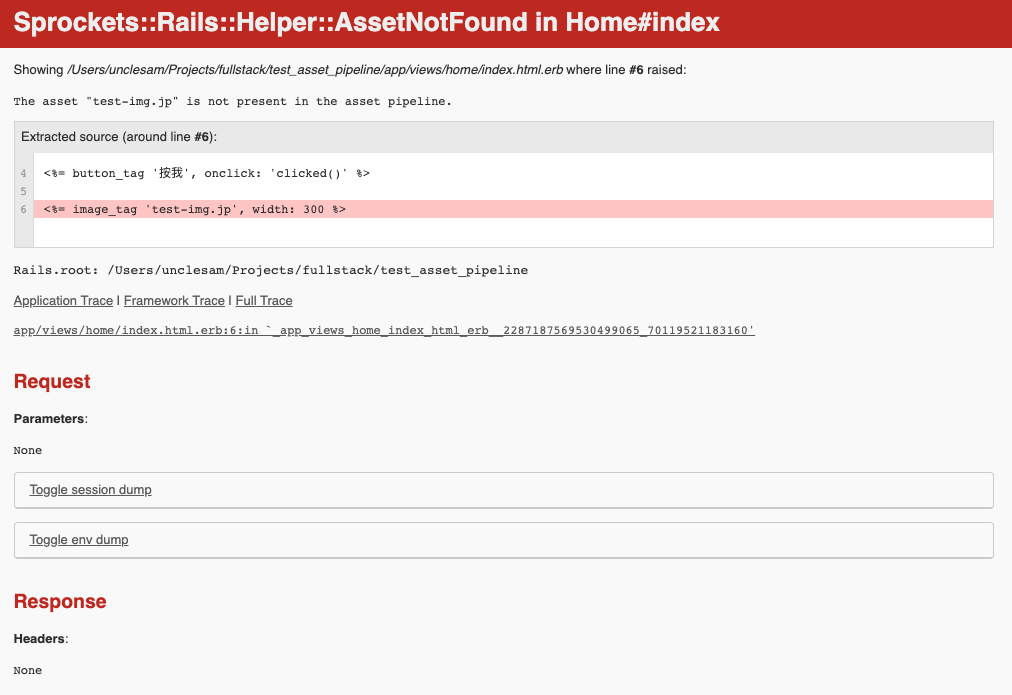 Sprockets::Rails::Helper::AssetNotFound in Home#index
Showing /Users/unclesam/Projects/fullstack/test_asset_pipeline/app/views/home/index.html.erb where line #6 raised:
The asset "test-img.jp" is not present in the asset pipeline.
Extracted source (around line #6):
4 <%= button_tag '按我', onclick: 'clicked()' %>
5
6 <%= image_tag 'test-img.jp', width: 300 %>
Rails.root: /Users/unclesam/Projects/fullstack/test_asset_pipeline
Application Trace | Framework Trace | Full Trace
app/views/home/index.html.erb:6:in `_app_views_home_index_html_erb__2287187569530499065_70119521183160'
Request
Parameters:
None
Toggle session dump
Toggle env dump
Response
Headers:
None